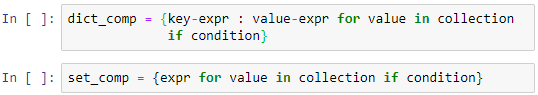 In [ ]: dict_comp = {key-expr : value-expr for value in collection
if condition}
In [ ]: set_comp = {expr for value in collection if condition}